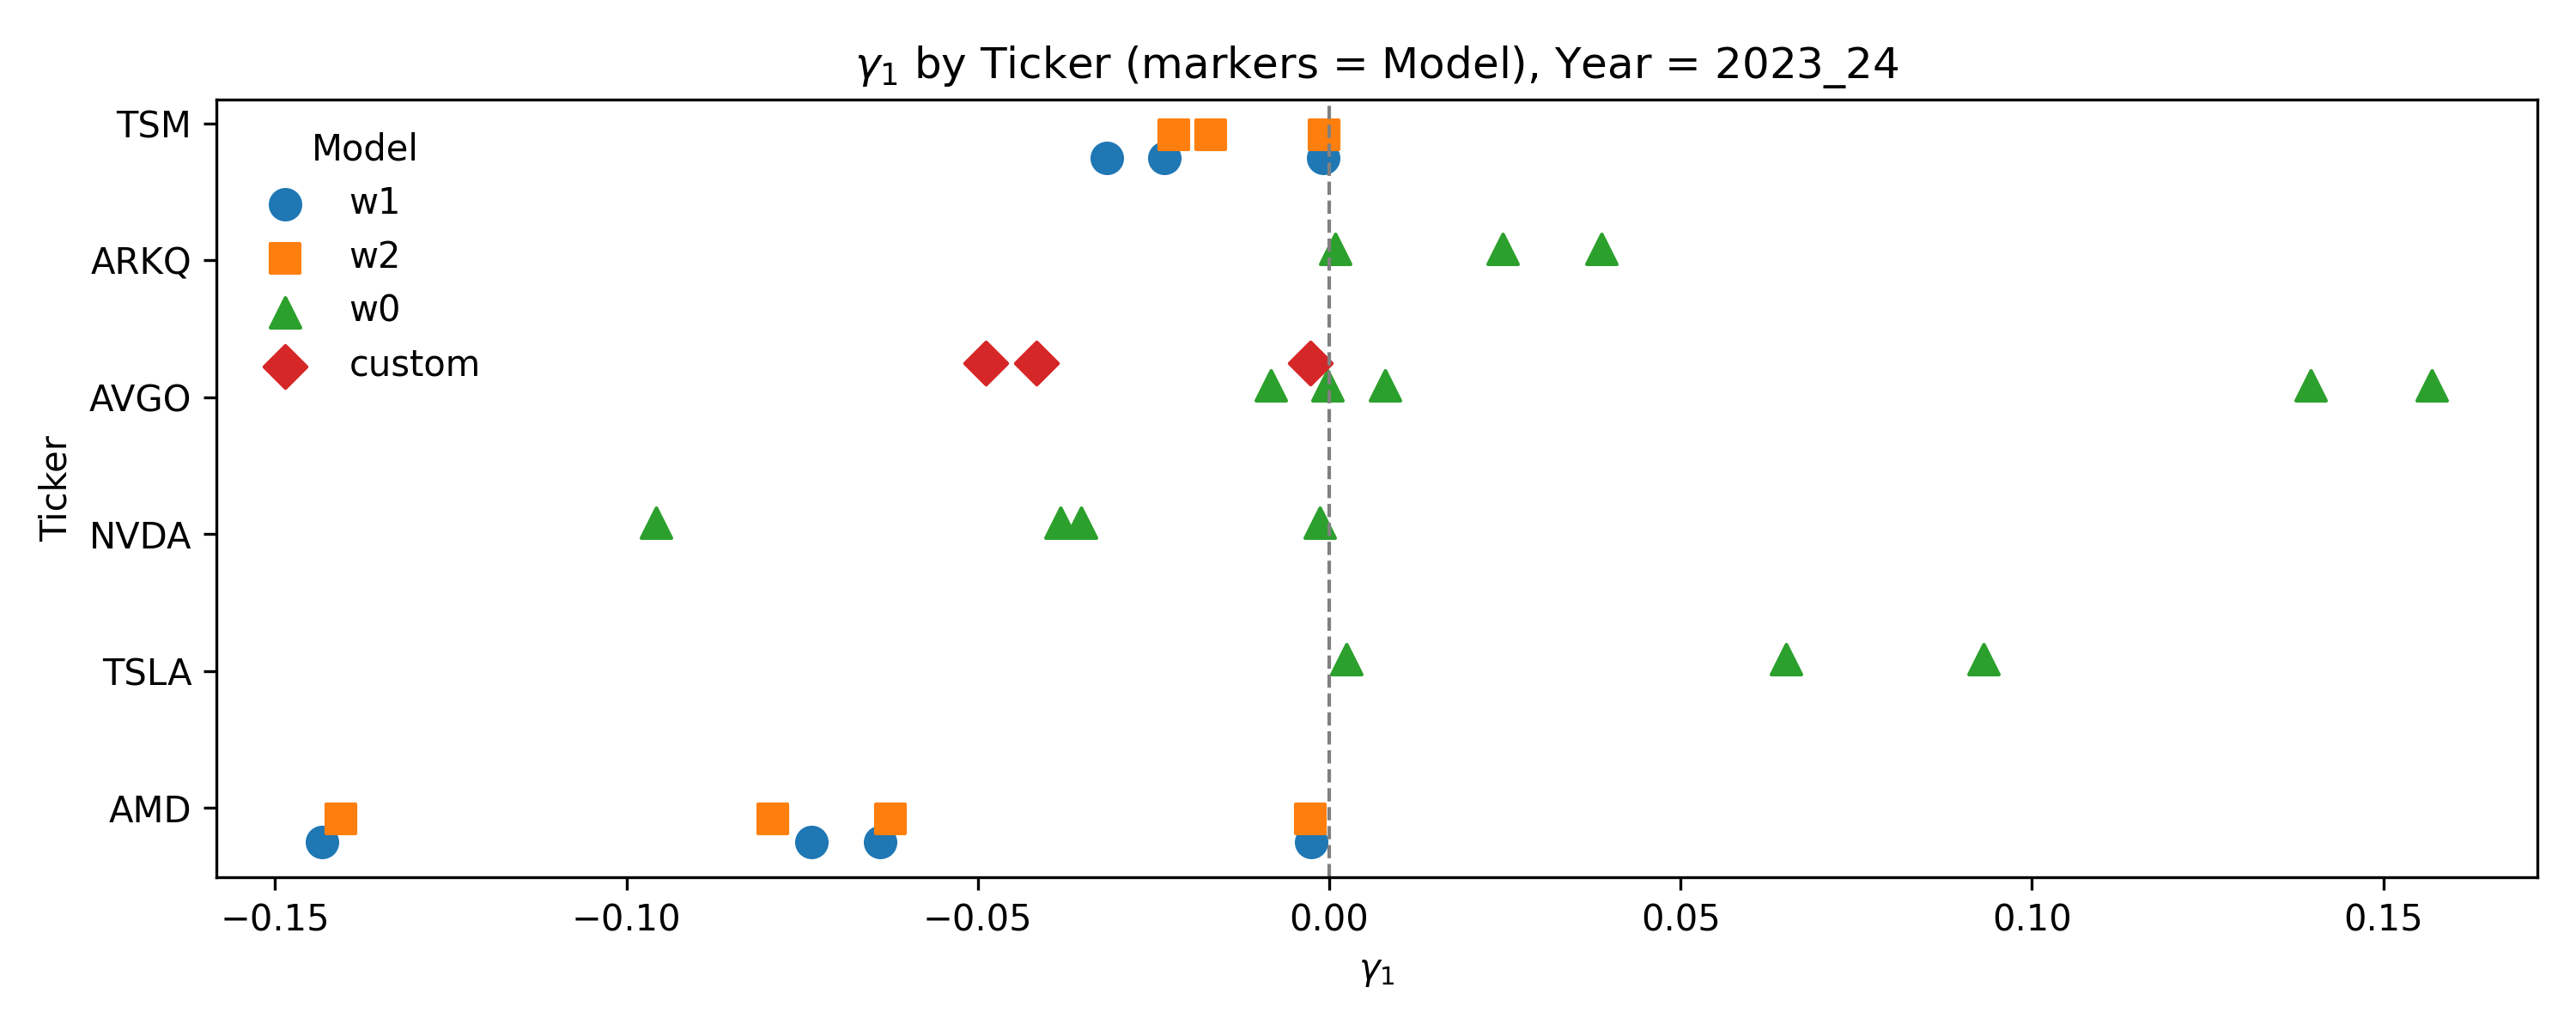 γ₁ by Ticker (markers = Model), Year = 2023_24
Model
w1
w2
w0
custom
Ticker
TSM
ARKQ
AVGO
NVDA
TSLA
AMD
−0.15 −0.10 −0.05 0.00 0.05 0.10 0.15
γ₁